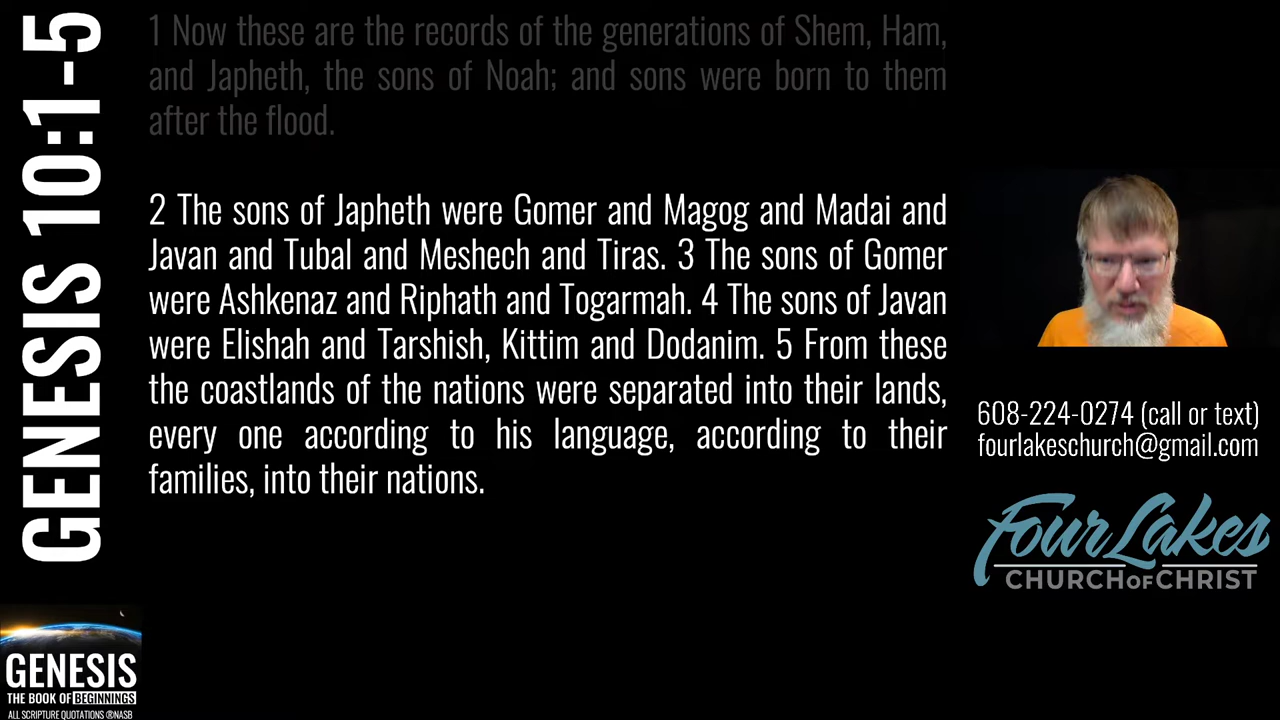 GENESIS 10:1-5
1 Now these are the records of the generations of Shem, Ham,
and Japheth, the sons of Noah; and sons were born to them
after the flood.
2 The sons of Japheth were Gomer and Magog and Madai and
Javan and Tubal and Meshech and Tiras. 3 The sons of Gomer
were Ashkenaz and Riphath and Togarmah. 4 The sons of Javan
were Elishah and Tarshish, Kittim and Dodanim. 5 From these
the coastlands of the nations were separated into their lands,
every one according to his language, according to their
families, into their nations.
608-224-0274 (call or text)
fourlakeschurch@gmail.com
Four Lakes
CHURCH OF CHRIST
GENESIS
THE BOOK OF BEGINNINGS
ALL SCRIPTURE QUOTATIONS ®NASB